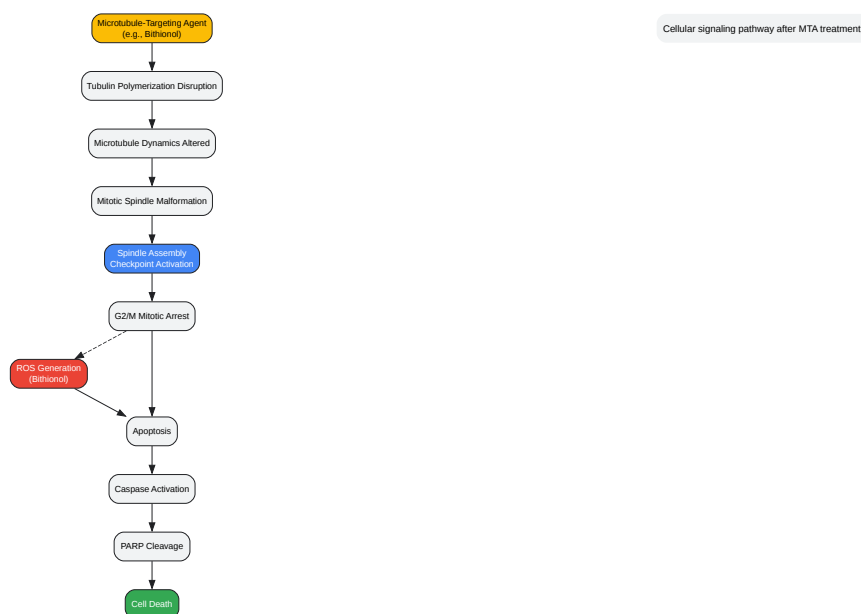 Microtubule-Targeting Agent
(e.g., Bithionol)
Cellular signaling pathway after MTA treatment
Tubulin Polymerization Disruption
Microtubule Dynamics Altered
Mitotic Spindle Malformation
Spindle Assembly
Checkpoint Activation
G2/M Mitotic Arrest
ROS Generation
(Bithionol)
Apoptosis
Caspase Activation
PARP Cleavage
Cell Death